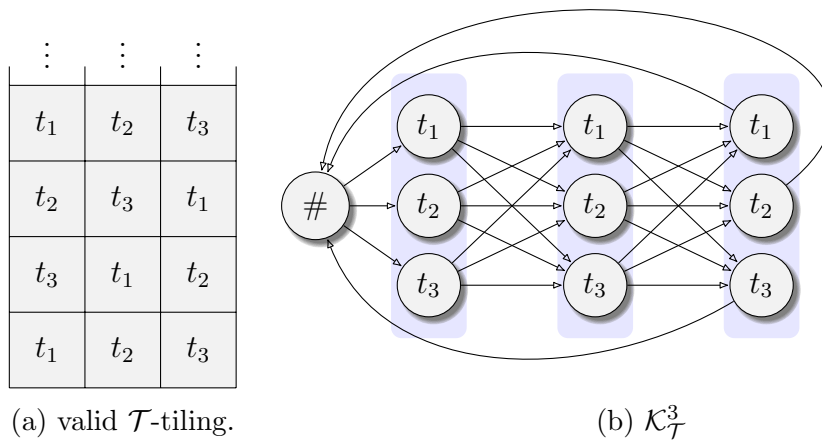 ⋮ ⋮ ⋮
t₁ t₂ t₃
t₂ t₃ t₁
t₃ t₁ t₂
t₁ t₂ t₃
(a) valid 𝒯-tiling.
t₁ t₁ t₁
# t₂ t₂ t₂
t₃ t₃ t₃
(b) 𝒦³_𝒯